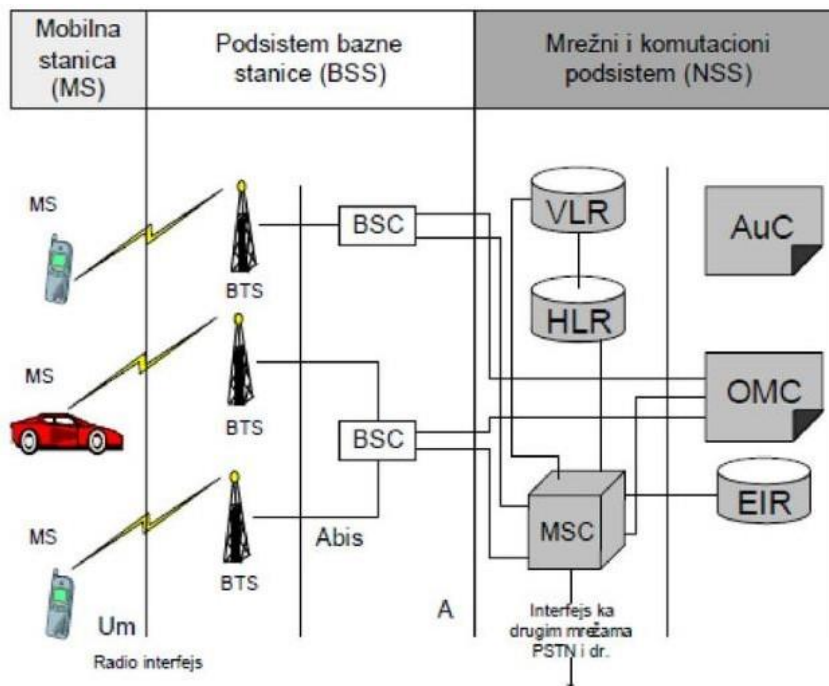 Mobilna
stanica
(MS)
Podsistem bazne
stanice (BSS)
Mrežni i komutacioni
podsistem (NSS)
MS
BTS
BSC
VLR
AuC
HLR
MS
BTS
BSC
OMC
MS
BTS
Abis
MSC
EIR
Um
A
Radio interfejs
Interfejs ka
drugim mrežama
PSTN i dr.